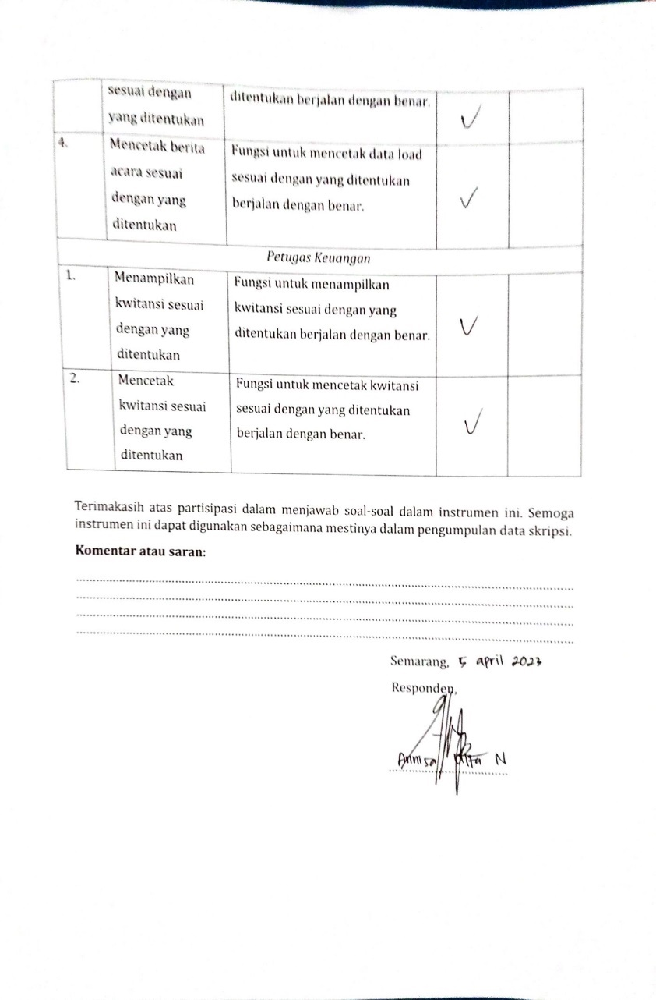 sesuai dengan
yang ditentukan
ditentukan berjalan dengan benar.
✓
4.
Mencetak berita
acara sesuai
dengan yang
ditentukan
Fungsi untuk mencetak data load
sesuai dengan yang ditentukan
berjalan dengan benar.
✓
Petugas Keuangan
1.
Menampilkan
kwitansi sesuai
dengan yang
ditentukan
Fungsi untuk menampilkan
kwitansi sesuai dengan yang
ditentukan berjalan dengan benar.
✓
2.
Mencetak
kwitansi sesuai
dengan yang
ditentukan
Fungsi untuk mencetak kwitansi
sesuai dengan yang ditentukan
berjalan dengan benar.
✓
Terimakasih atas partisipasi dalam menjawab soal-soal dalam instrumen ini. Semoga
instrumen ini dapat digunakan sebagaimana mestinya dalam pengumpulan data skripsi.
Komentar atau saran:
Semarang, 5 april 2023
Responden,
Annisa N